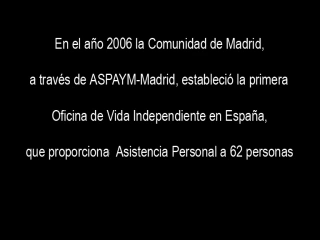 En el año 2006 la Comunidad de Madrid,
a través de ASPAYM-Madrid, estableció la primera
Oficina de Vida Independiente en España,
que proporciona Asistencia Personal a 62 personas